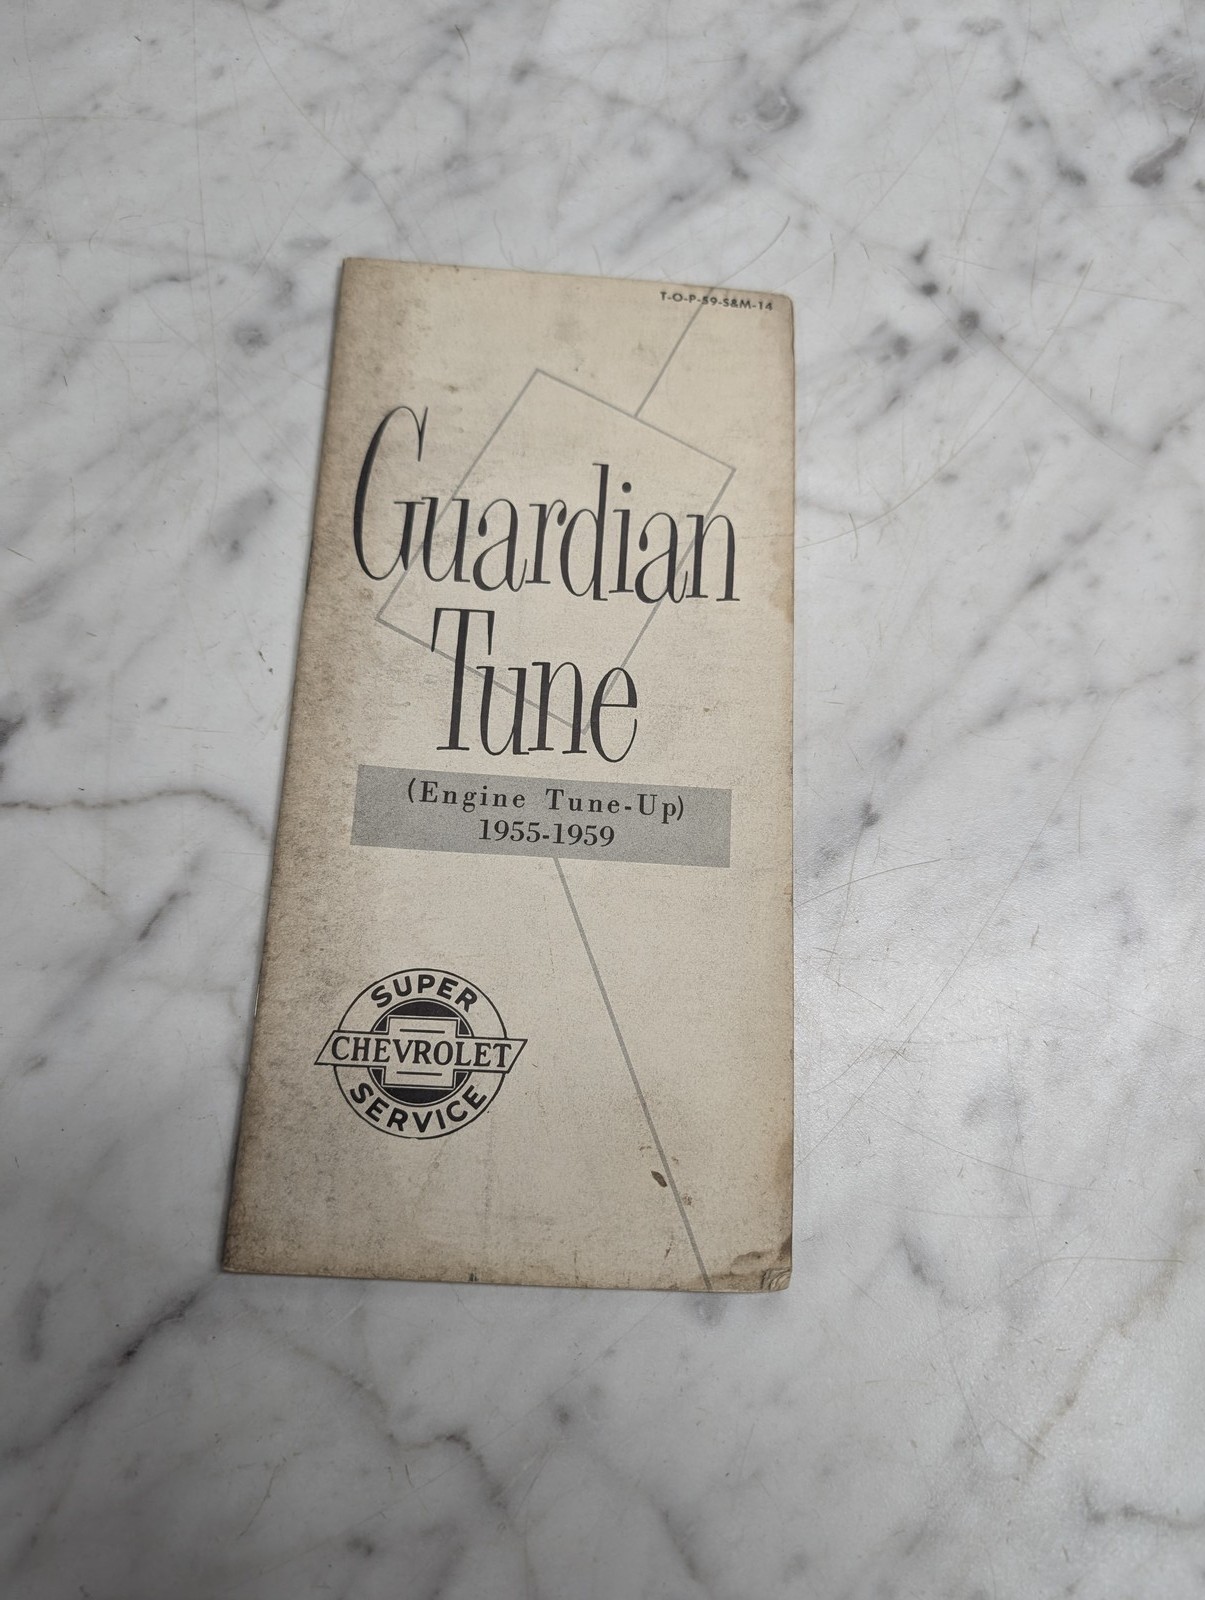 T-O-P-59-S&M-14
Guardian
Tune
(Engine Tune-Up)
1955-1959
SUPER
CHEVROLET
SERVICE